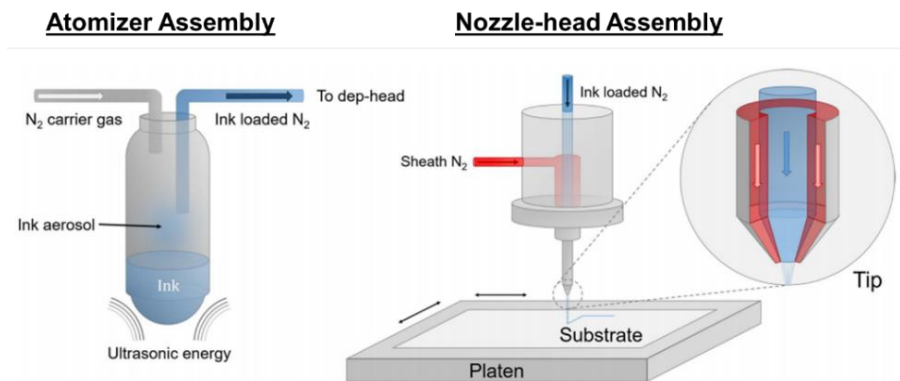 Atomizer Assembly
Nozzle-head Assembly
N₂ carrier gas
To dep-head
Ink loaded N₂
Ink aerosol
Ink
Ultrasonic energy
Ink loaded N₂
Sheath N₂
Tip
Substrate
Platen